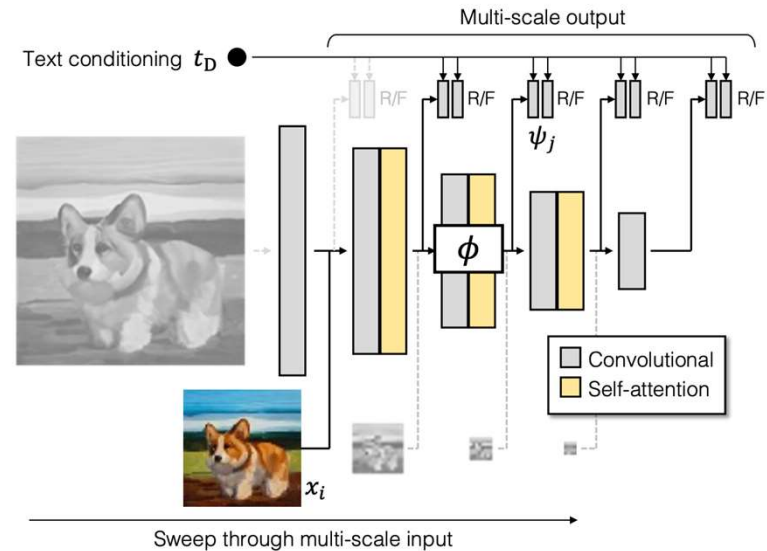 Multi-scale output
Text conditioning t_D
R/F R/F R/F R/F R/F
ψ_j
ϕ
Convolutional
Self-attention
x_i
Sweep through multi-scale input